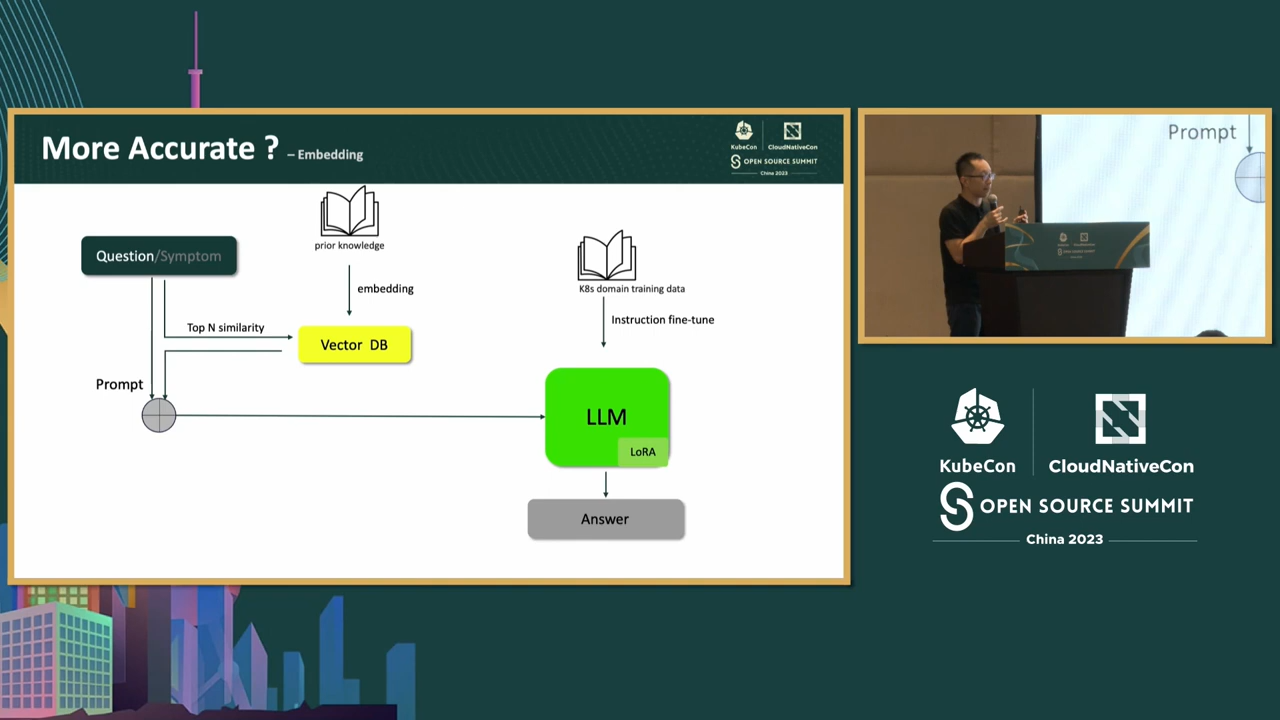 More Accurate ? – Embedding
KubeCon
CloudNativeCon
OPEN SOURCE SUMMIT
China 2023
prior knowledge
Question/Symptom
embedding
K8s domain training data
Instruction fine-tune
Top N similarity
Vector DB
Prompt
LLM
LoRA
Answer
Prompt
KubeCon
CloudNativeCon
OPEN SOURCE SUMMIT
China 2023